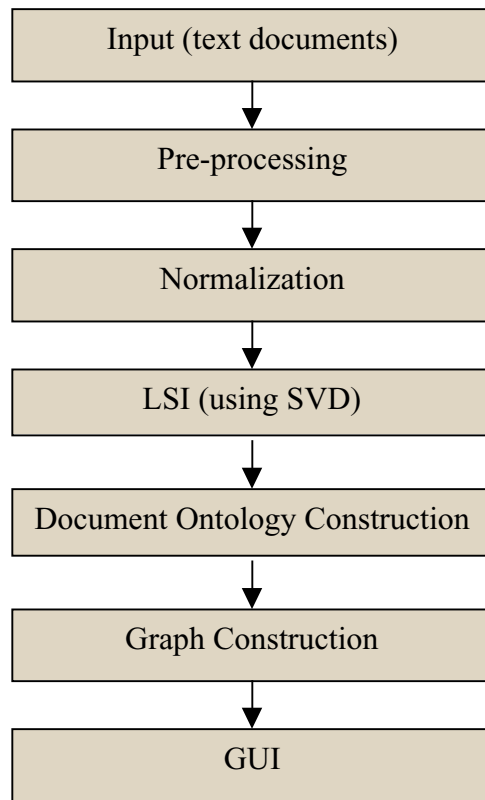 Input (text documents)
Pre-processing
Normalization
LSI (using SVD)
Document Ontology Construction
Graph Construction
GUI